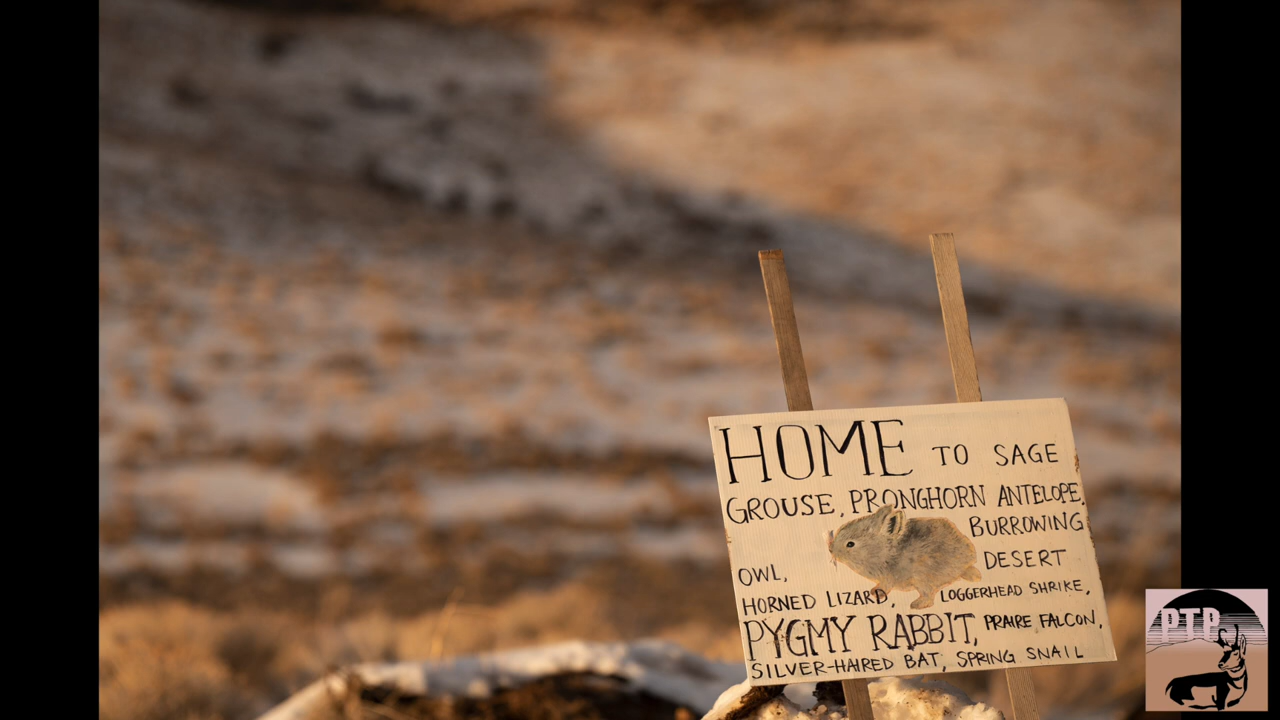 HOME TO SAGE
GROUSE, PRONGHORN ANTELOPE,
BURROWING
OWL, DESERT
HORNED LIZARD, LOGGERHEAD SHRIKE,
PYGMY RABBIT, PRAIRE FALCON,
SILVER-HAIRED BAT, SPRING SNAIL
PTP